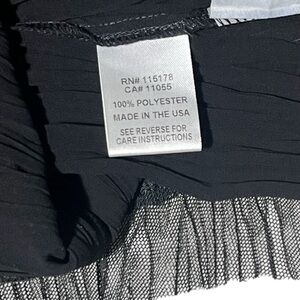 RN# 115178
CA# 11055
100% POLYESTER
MADE IN THE USA
SEE REVERSE FOR
CARE INSTRUCTIONS